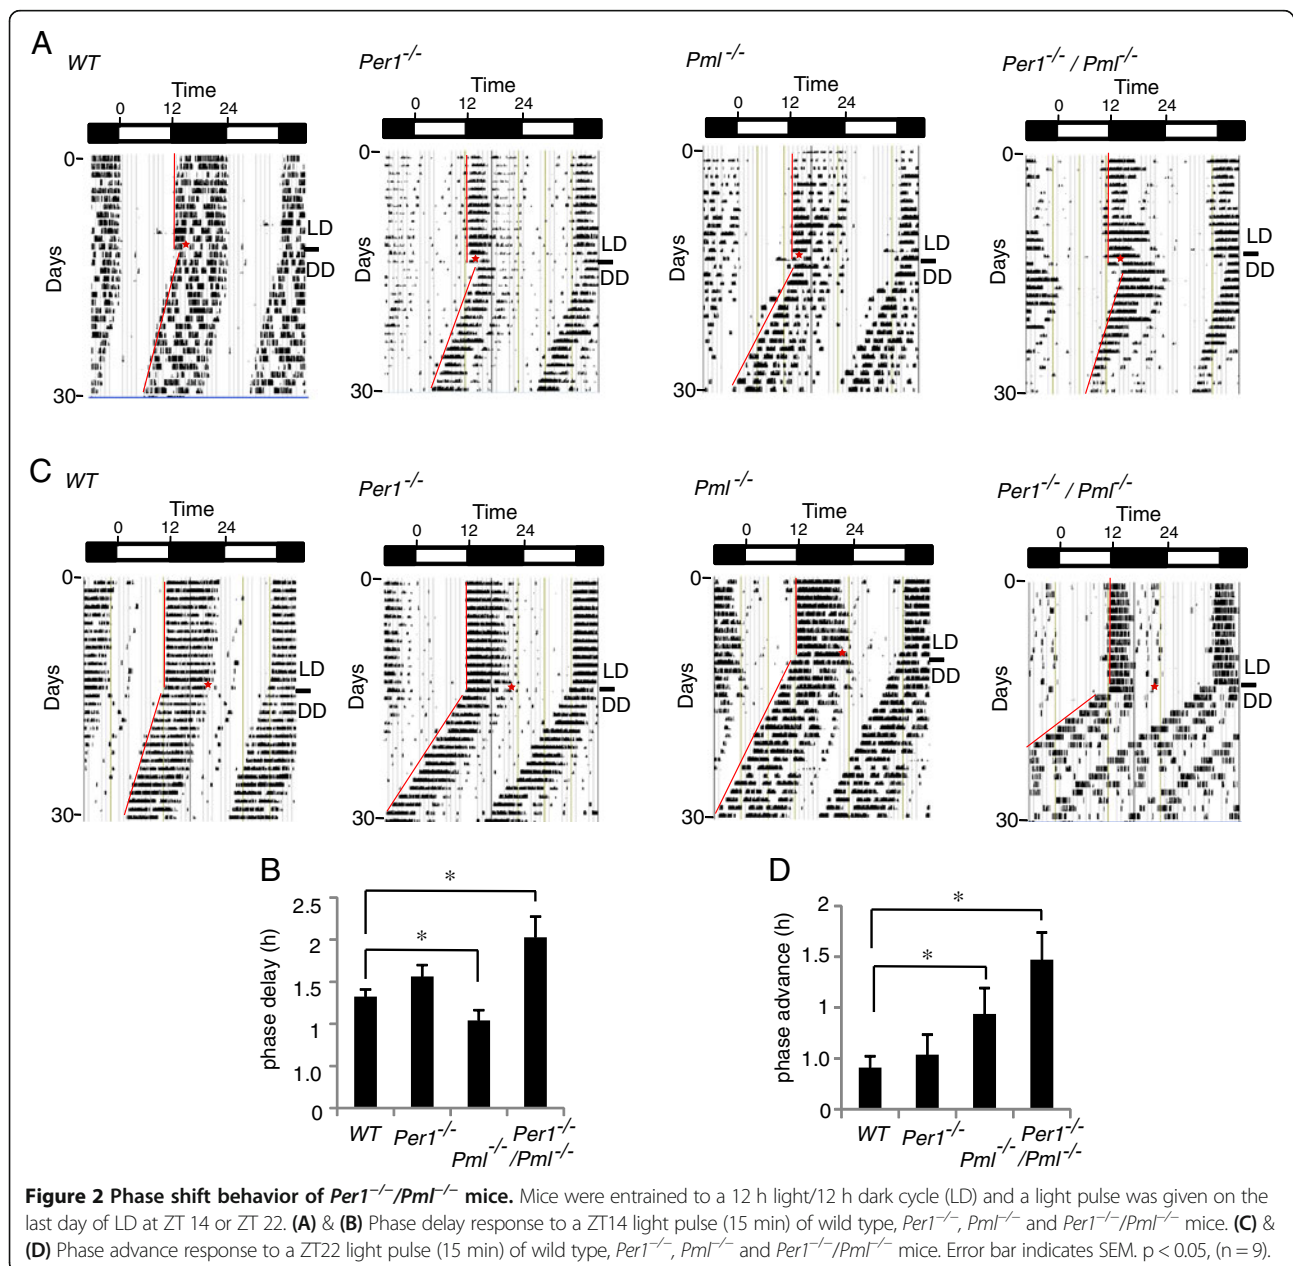 A
WT
Per1-/-
Pml-/-
Per1-/- / Pml-/-
Time
Time
Time
Time
0 12 24
0 12 24
0 12 24
0 12 24
0
0
0
0
Days
Days
Days
Days
LD
DD
LD
DD
LD
DD
LD
DD
30
30
30
30
C
WT
Per1-/-
Pml-/-
Per1-/- / Pml-/-
Time
Time
Time
Time
0 12 24
0 12 24
0 12 24
0 12 24
0
0
0
0
Days
Days
Days
Days
LD
DD
LD
DD
LD
DD
LD
DD
30
30
30
30
B
phase delay (h)
2.5
2
1.5
1
1.0
0
*
*
WT
Per1-/-
Pml-/-
Per1-/-
/Pml-/-
D
phase advance (h)
2
1.5
1
1.0
0
*
*
WT
Per1-/-
Pml-/-
Per1-/-
/Pml-/-
Figure 2 Phase shift behavior of Per1−/−/Pml−/− mice. Mice were entrained to a 12 h light/12 h dark cycle (LD) and a light pulse was given on the
last day of LD at ZT 14 or ZT 22. (A) & (B) Phase delay response to a ZT14 light pulse (15 min) of wild type, Per1−/−, Pml−/− and Per1−/−/Pml−/− mice. (C) &
(D) Phase advance response to a ZT22 light pulse (15 min) of wild type, Per1−/−, Pml−/− and Per1−/−/Pml−/− mice. Error bar indicates SEM. p < 0.05, (n = 9).